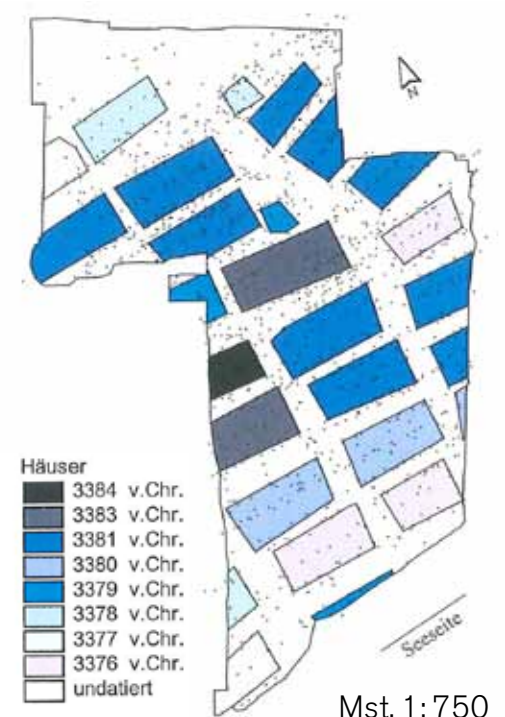 N
Häuser
3384 v.Chr.
3383 v.Chr.
3381 v.Chr.
3380 v.Chr.
3379 v.Chr.
3378 v.Chr.
3377 v.Chr.
3376 v.Chr.
undatiert
Seeseite
Mst. 1:750